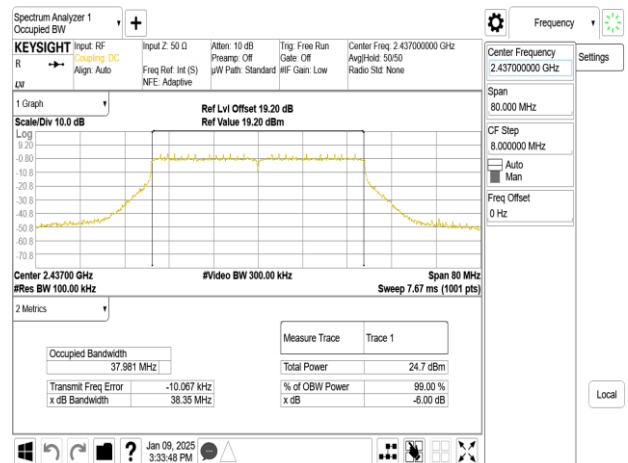 Spectrum Analyzer 1
Occupied BW
Frequency
KEYSIGHT
Input: RF
Coupling: DC
Align: Auto
Input Z: 50 Ω
Freq Ref: Int (S)
NFE: Adaptive
Atten: 10 dB
Preamp: Off
µW Path: Standard
Trig: Free Run
Gate: Off
#IF Gain: Low
Center Freq: 2.437000000 GHz
Avg|Hold: 50/50
Radio Std: None
R
LXI
Center Frequency
2.437000000 GHz
Settings
Span
80.000 MHz
CF Step
8.000000 MHz
Auto
Man
Freq Offset
0 Hz
1 Graph
Scale/Div 10.0 dB
Ref Lvl Offset 19.20 dB
Ref Value 19.20 dBm
Log
9.20
-0.80
-10.8
-20.8
-30.8
-40.8
-50.8
-60.8
-70.8
Center 2.43700 GHz
#Video BW 300.00 kHz
Span 80 MHz
#Res BW 100.00 kHz
Sweep 7.67 ms (1001 pts)
2 Metrics
Measure Trace
Trace 1
Occupied Bandwidth
37.981 MHz
Total Power
24.7 dBm
Transmit Freq Error
-10.067 kHz
% of OBW Power
99.00 %
x dB Bandwidth
38.35 MHz
x dB
-6.00 dB
Local
?
Jan 09, 2025
3:33:48 PM